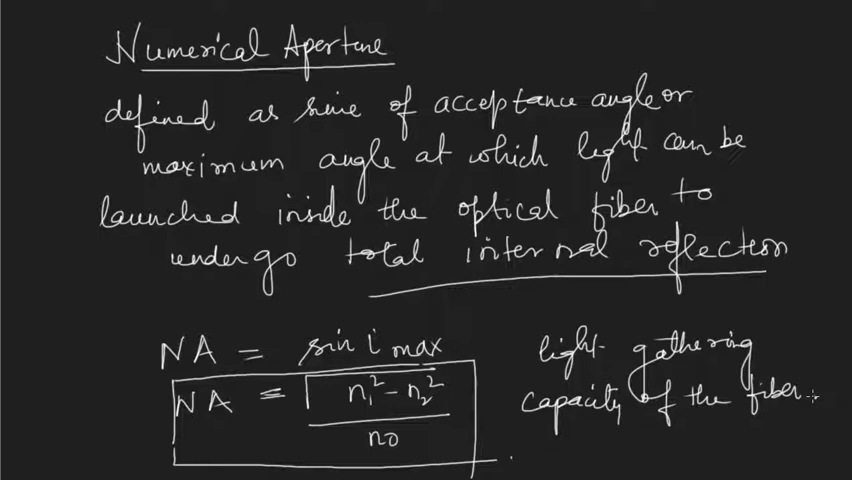 Numerical Aperture
defined as sine of acceptance angle or
maximum angle at which light can be
launched inside the optical fiber to
undergo total internal reflection
NA = sin i max
NA = √(n₁² - n₂²) / n0
light gathering
capacity of the fiber